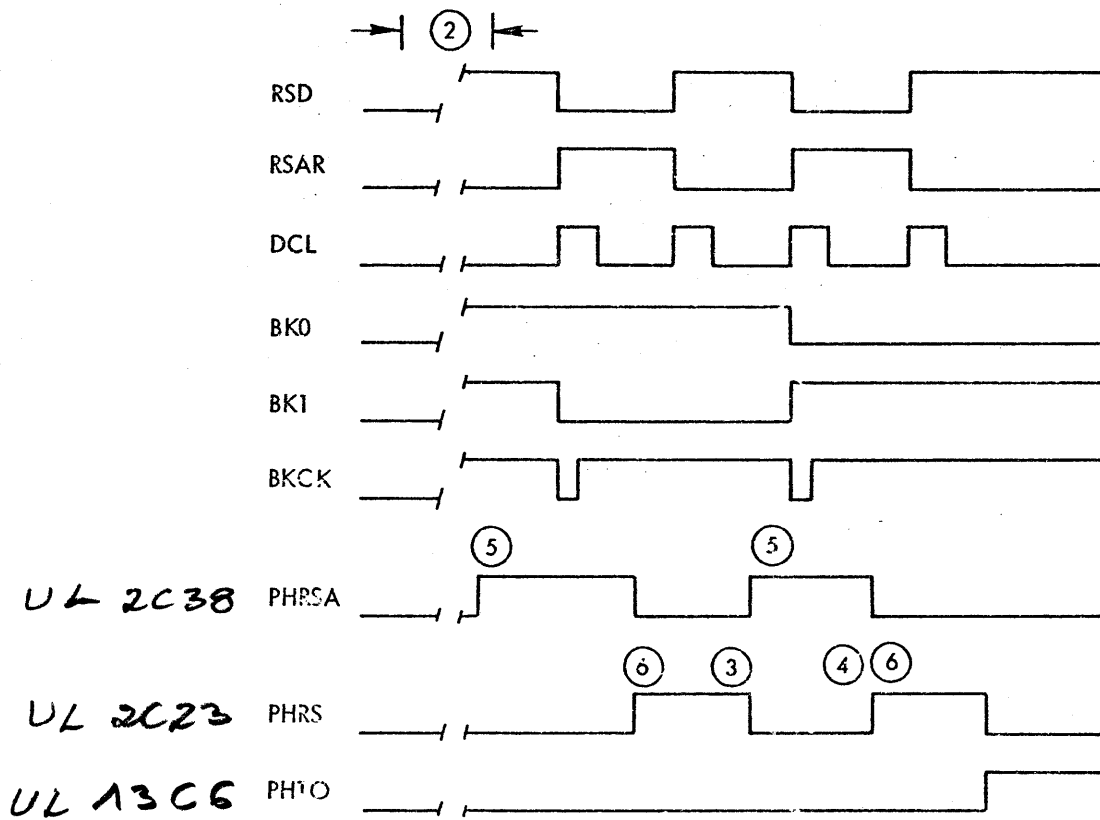 2
RSD
RSAR
DCL
BK0
BK1
BKCK
5 5
UL 2C38 PHRSA
6 3 4 6
UL 2C23 PHRS
UL 13C6 PHTO